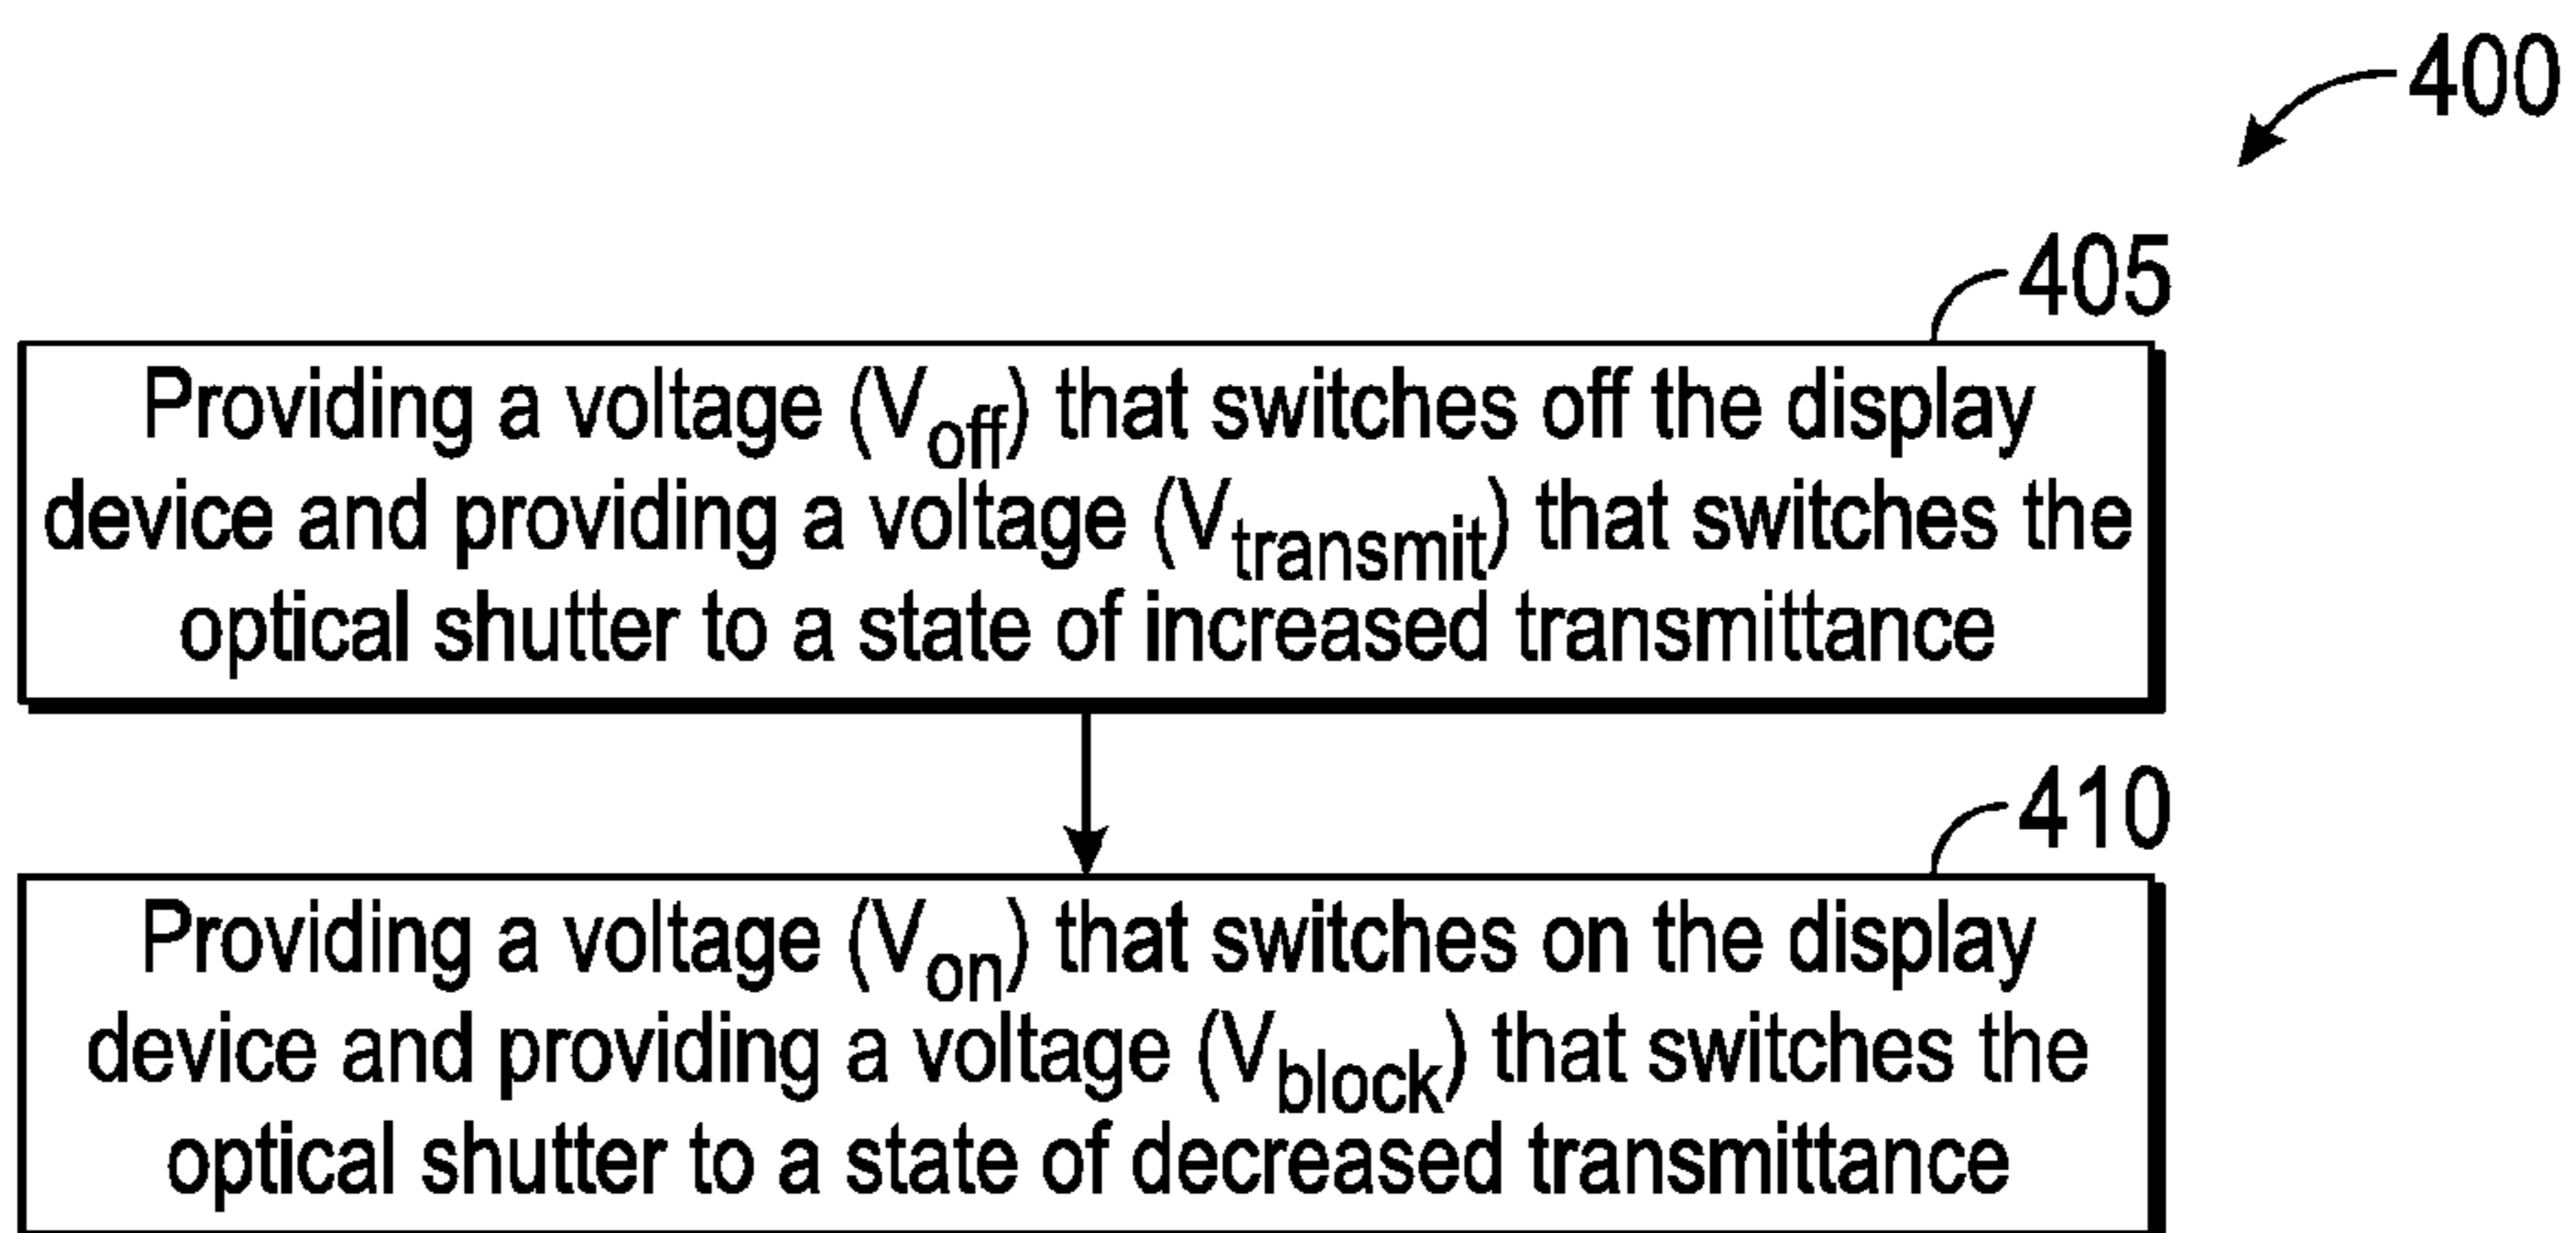 400
405
Providing a voltage (Voff) that switches off the display
device and providing a voltage (Vtransmit) that switches the
optical shutter to a state of increased transmittance
410
Providing a voltage (Von) that switches on the display
device and providing a voltage (Vblock) that switches the
optical shutter to a state of decreased transmittance